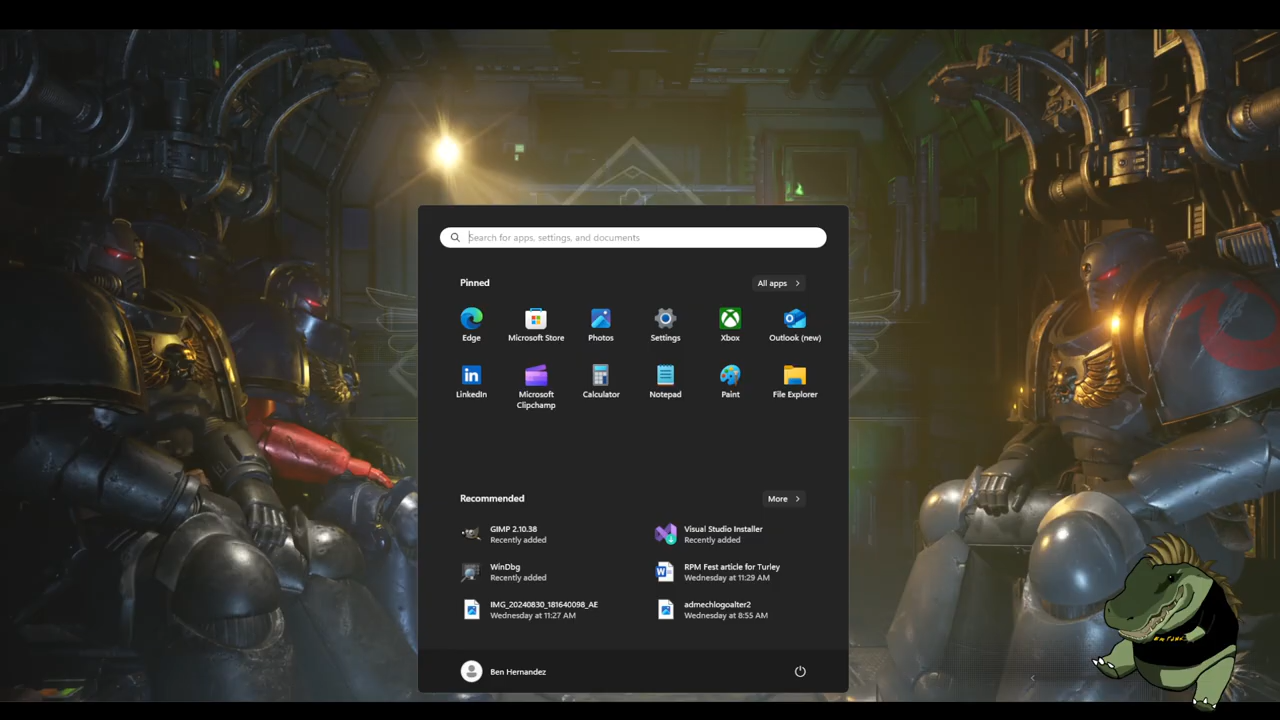 Search for apps, settings, and documents
Pinned
All apps
Edge
Microsoft Store
Photos
Settings
Xbox
Outlook (new)
LinkedIn
Microsoft
Clipchamp
Calculator
Notepad
Paint
File Explorer
Recommended
More
GIMP 2.10.38
Recently added
Visual Studio Installer
Recently added
WinDbg
Recently added
RPM Fest article for Turley
Wednesday at 11:29 AM
IMG_20240830_181640098_AE
Wednesday at 11:27 AM
admechlogoalter2
Wednesday at 8:55 AM
Ben Hernandez